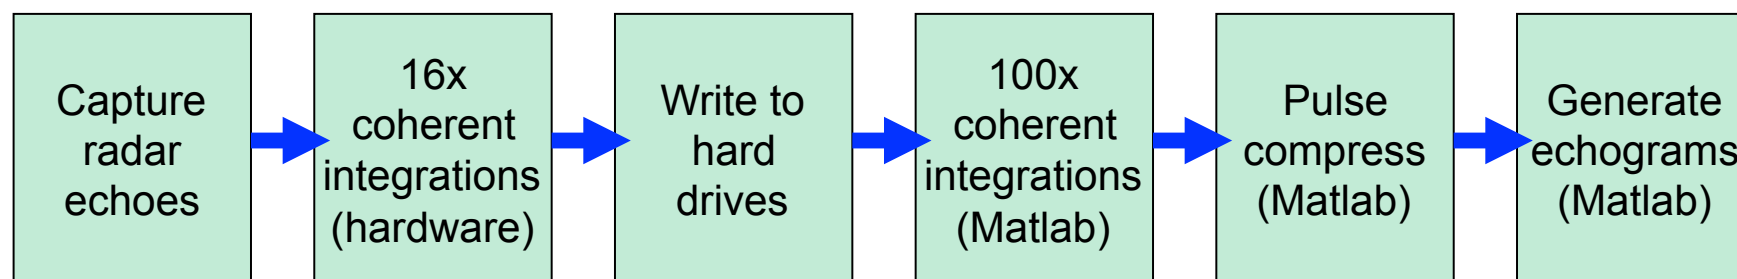 Capture
radar
echoes
16x
coherent
integrations
(hardware)
Write to
hard
drives
100x
coherent
integrations
(Matlab)
Pulse
compress
(Matlab)
Generate
echograms
(Matlab)